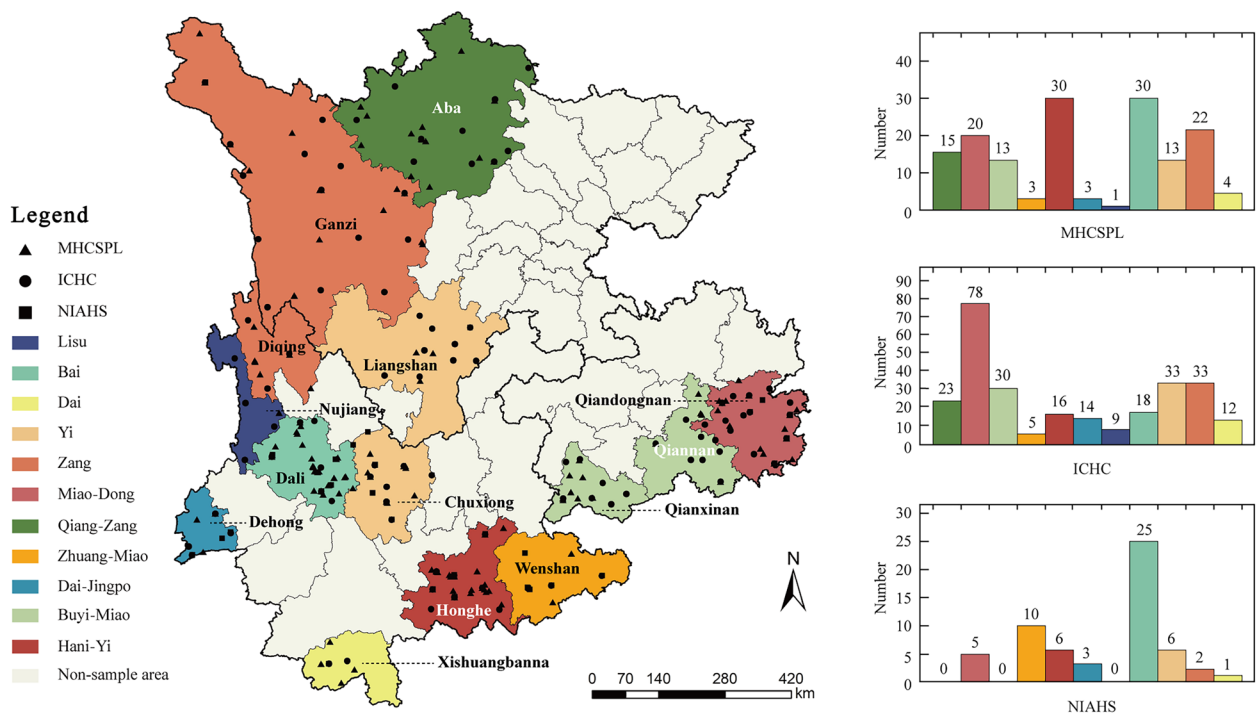 Legend
MHCSPL
ICHC
NIAHS
Lisu
Bai
Dai
Yi
Zang
Miao-Dong
Qiang-Zang
Zhuang-Miao
Dai-Jingpo
Buyi-Miao
Hani-Yi
Non-sample area
Aba
Ganzi
Diqing
Liangshan
Nujiang
Qiandongnan
Qiannan
Dali
Chuxiong
Qianxinan
Dehong
Wenshan
Honghe
Xishuangbanna
N
0 70 140 280 420
km
Number
40
30
20
10
0
15 20 13 3 30 3 1 30 13 22 4
MHCSPL
Number
90
80
70
60
50
40
30
20
10
0
23 78 30 5 16 14 9 18 33 33 12
ICHC
Number
30
25
20
15
10
5
0
0 5 0 10 6 3 0 25 6 2 1
NIAHS